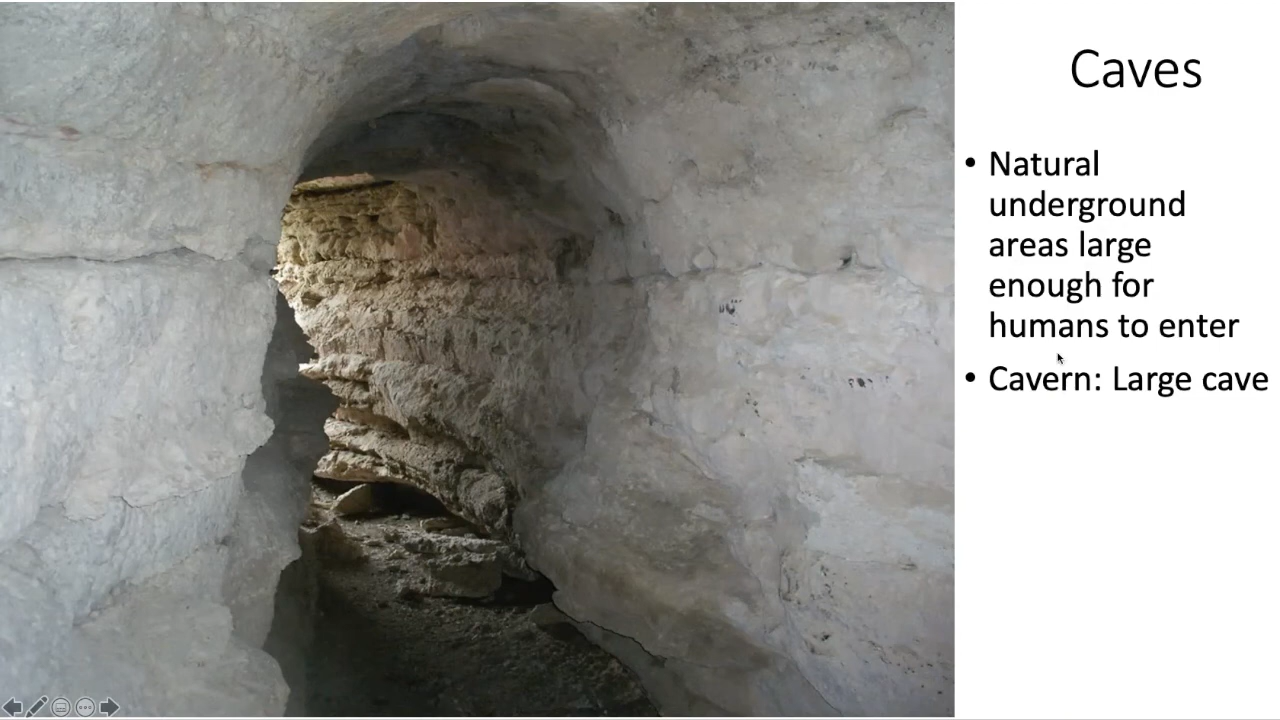 Caves
• Natural
underground
areas large
enough for
humans to enter
• Cavern: Large cave